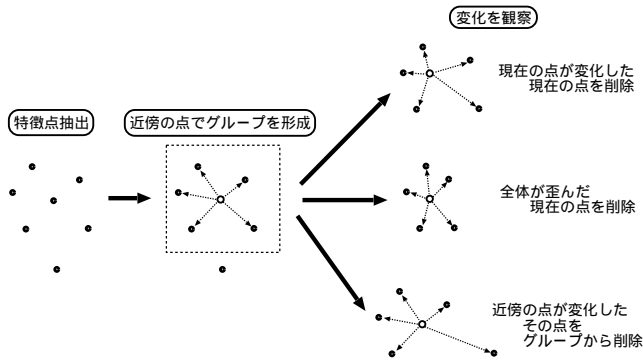 変化を観察
特徴点抽出
近傍の点でグループを形成
現在の点が変化した
現在の点を削除
全体が歪んだ
現在の点を削除
近傍の点が変化した
その点を
グループから削除